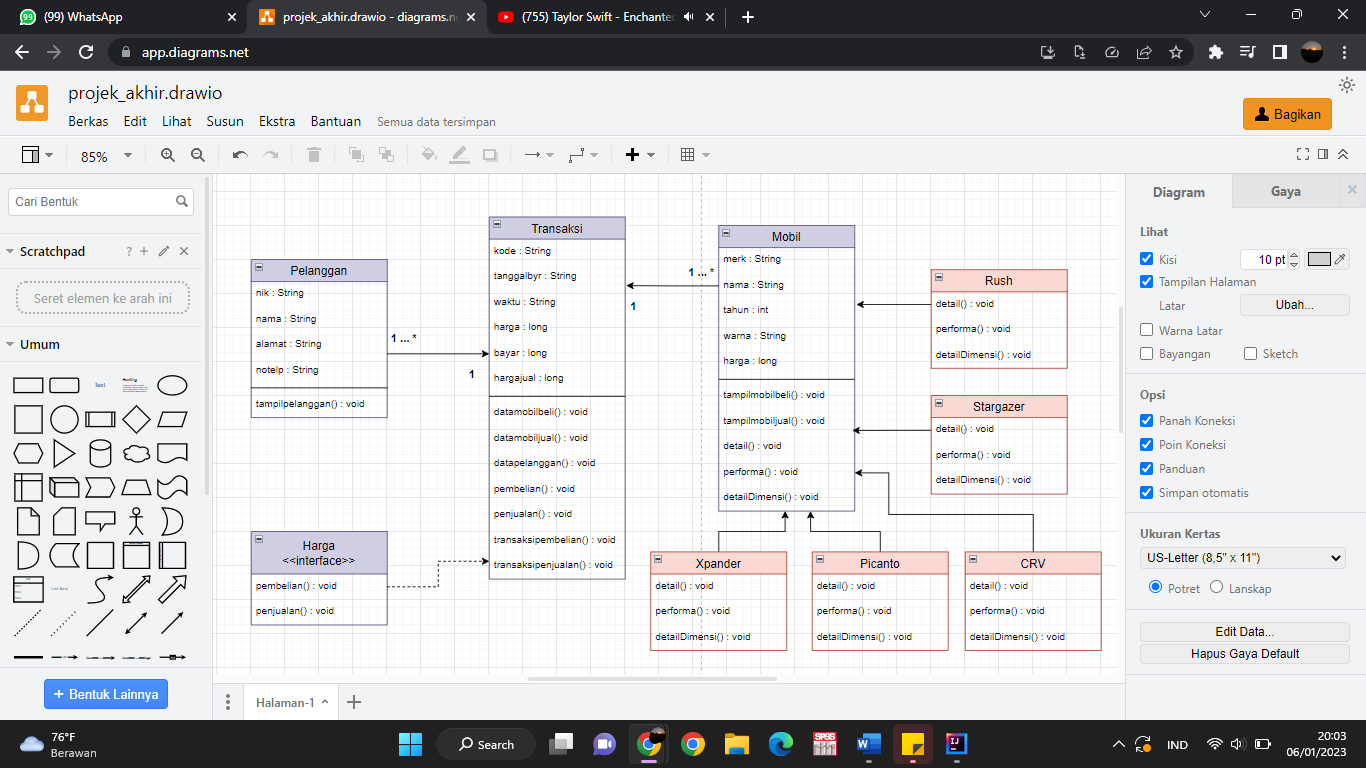 (99) WhatsApp
projek_akhir.drawio - diagrams.n
(755) Taylor Swift - Enchante
app.diagrams.net
projek_akhir.drawio
Berkas Edit Lihat Susun Ekstra Bantuan Semua data tersimpan
Bagikan
85%
Cari Bentuk
Scratchpad
Seret elemen ke arah ini
Umum
Text
Bentuk Lainnya
Pelanggan
nik : String
nama : String
alamat : String
notelp : String
tampilpelanggan() : void
1 ... *
1
Transaksi
kode : String
tanggalbyr : String
waktu : String
harga : long
bayar : long
hargajual : long
datamobilbeli() : void
datamobiljual() : void
datapelanggan() : void
pembelian() : void
penjualan() : void
transaksipembelian() : void
transaksipenjualan() : void
1 ... *
1
Mobil
merk : String
nama : String
tahun : int
warna : String
harga : long
tampilmobilbeli() : void
tampilmobiljual() : void
detail() : void
performa() : void
detailDimensi() : void
Rush
detail() : void
performa() : void
detailDimensi() : void
Stargazer
detail() : void
performa() : void
detailDimensi() : void
Harga
<<interface>>
pembelian() : void
penjualan() : void
Xpander
detail() : void
performa() : void
detailDimensi() : void
Picanto
detail() : void
performa() : void
detailDimensi() : void
CRV
detail() : void
performa() : void
detailDimensi() : void
Halaman-1
Diagram Gaya
Lihat
Kisi 10 pt
Tampilan Halaman
Latar Ubah...
Warna Latar
Bayangan Sketch
Opsi
Panah Koneksi
Poin Koneksi
Panduan
Simpan otomatis
Ukuran Kertas
US-Letter (8,5" x 11")
Potret Lanskap
Edit Data...
Hapus Gaya Default
76°F
Berawan
Search
SPSS
IND
20:03
06/01/2023